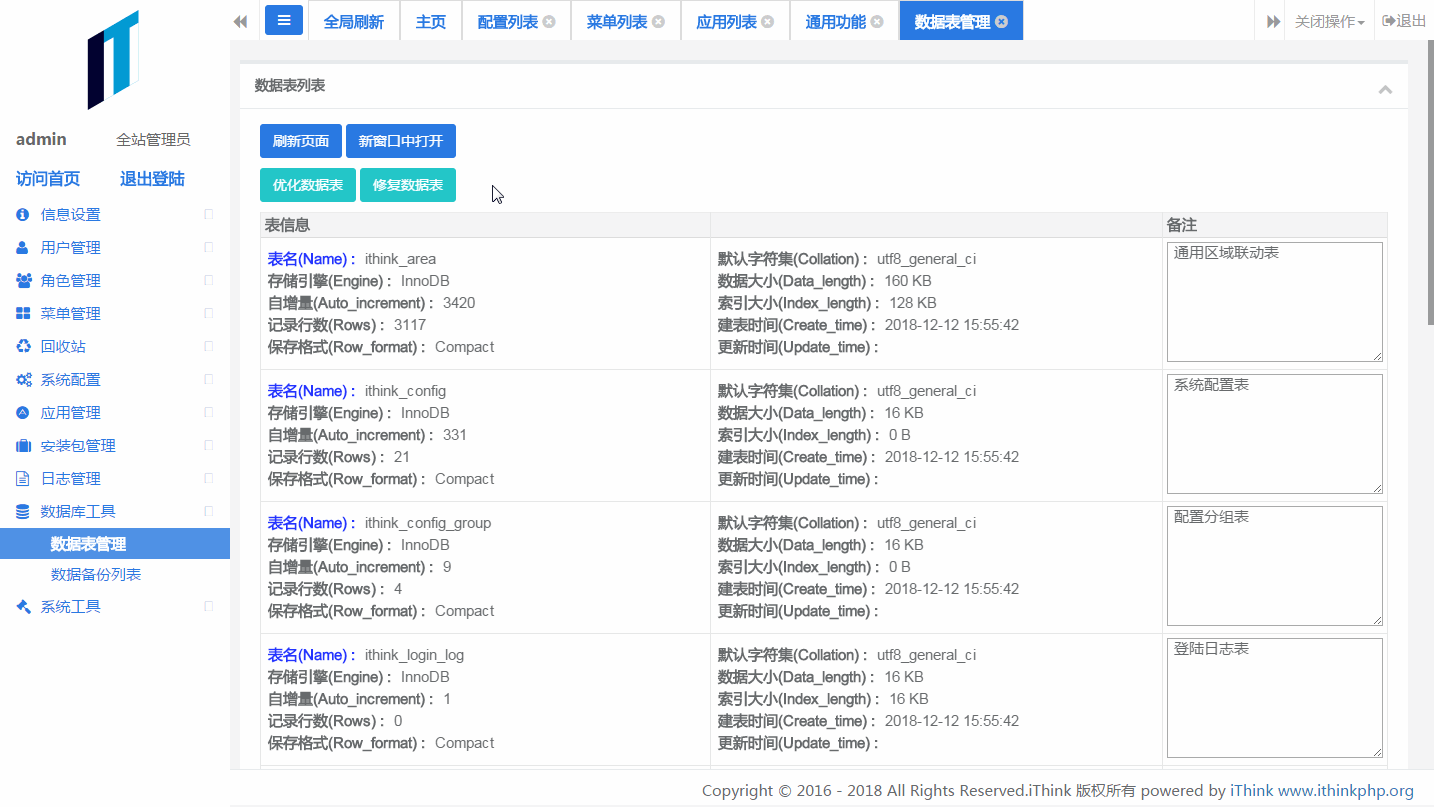 全局刷新 主页 配置列表 菜单列表 应用列表 通用功能 数据表管理 关闭操作 退出
admin 全站管理员
访问首页 退出登陆
信息设置
用户管理
角色管理
菜单管理
回收站
系统配置
应用管理
安装包管理
日志管理
数据库工具
数据表管理
数据备份列表
系统工具
数据表列表
刷新页面 新窗口中打开
优化数据表 修复数据表
表信息 备注
表名(Name)： ithink_area 默认字符集(Collation)： utf8_general_ci 通用区域联动表
存储引擎(Engine)： InnoDB 数据大小(Data_length)： 160 KB
自增量(Auto_increment)： 3420 索引大小(Index_length)： 128 KB
记录行数(Rows)： 3117 建表时间(Create_time)： 2018-12-12 15:55:42
保存格式(Row_format)： Compact 更新时间(Update_time)：
表名(Name)： ithink_config 默认字符集(Collation)： utf8_general_ci 系统配置表
存储引擎(Engine)： InnoDB 数据大小(Data_length)： 16 KB
自增量(Auto_increment)： 331 索引大小(Index_length)： 0 B
记录行数(Rows)： 21 建表时间(Create_time)： 2018-12-12 15:55:42
保存格式(Row_format)： Compact 更新时间(Update_time)：
表名(Name)： ithink_config_group 默认字符集(Collation)： utf8_general_ci 配置分组表
存储引擎(Engine)： InnoDB 数据大小(Data_length)： 16 KB
自增量(Auto_increment)： 9 索引大小(Index_length)： 0 B
记录行数(Rows)： 4 建表时间(Create_time)： 2018-12-12 15:55:42
保存格式(Row_format)： Compact 更新时间(Update_time)：
表名(Name)： ithink_login_log 默认字符集(Collation)： utf8_general_ci 登陆日志表
存储引擎(Engine)： InnoDB 数据大小(Data_length)： 16 KB
自增量(Auto_increment)： 1 索引大小(Index_length)： 16 KB
记录行数(Rows)： 0 建表时间(Create_time)： 2018-12-12 15:55:42
保存格式(Row_format)： Compact 更新时间(Update_time)：
Copyright © 2016 - 2018 All Rights Reserved.iThink 版权所有 powered by iThink www.ithinkphp.org